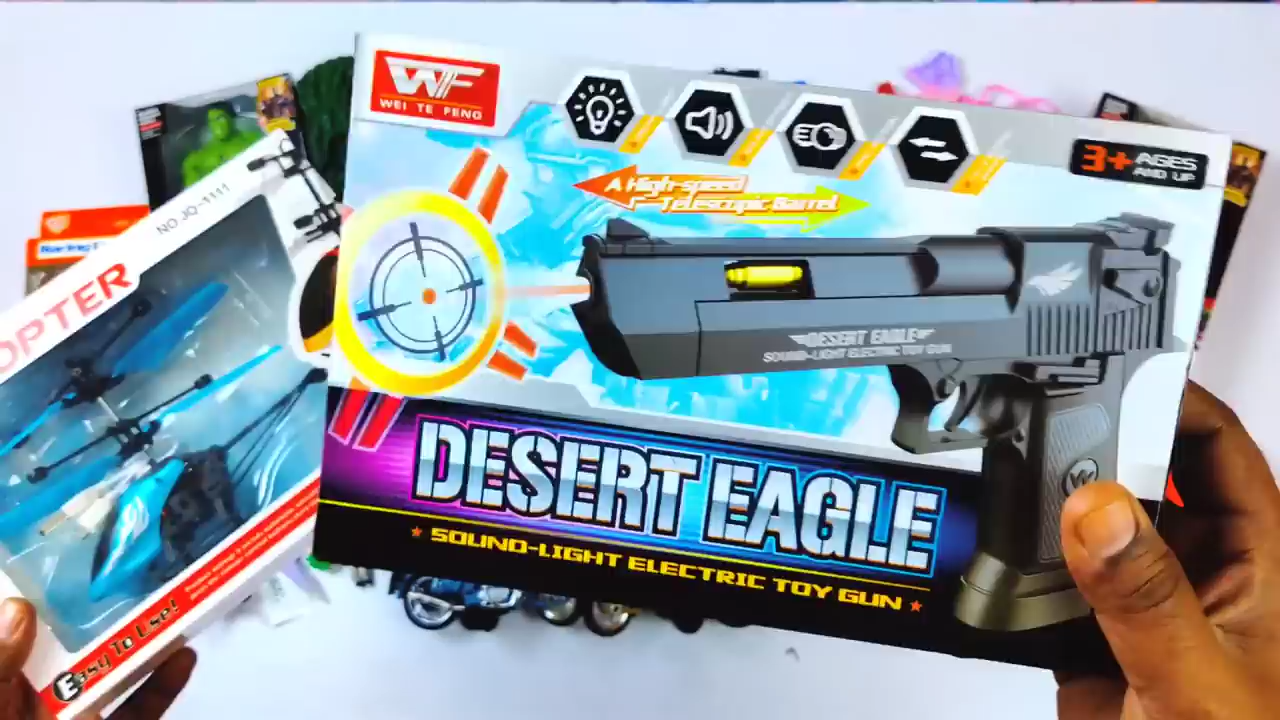 WF
WEI TE FENG
A High-speed
Telescopic Barrel
3+ AGES
AND UP
DESERT EAGLE
SOUND-LIGHT ELECTRIC TOY GUN
DESERT EAGLE
★ SOUND-LIGHT ELECTRIC TOY GUN ★
NO.JQ-1111
OPTER
Easy To Use!